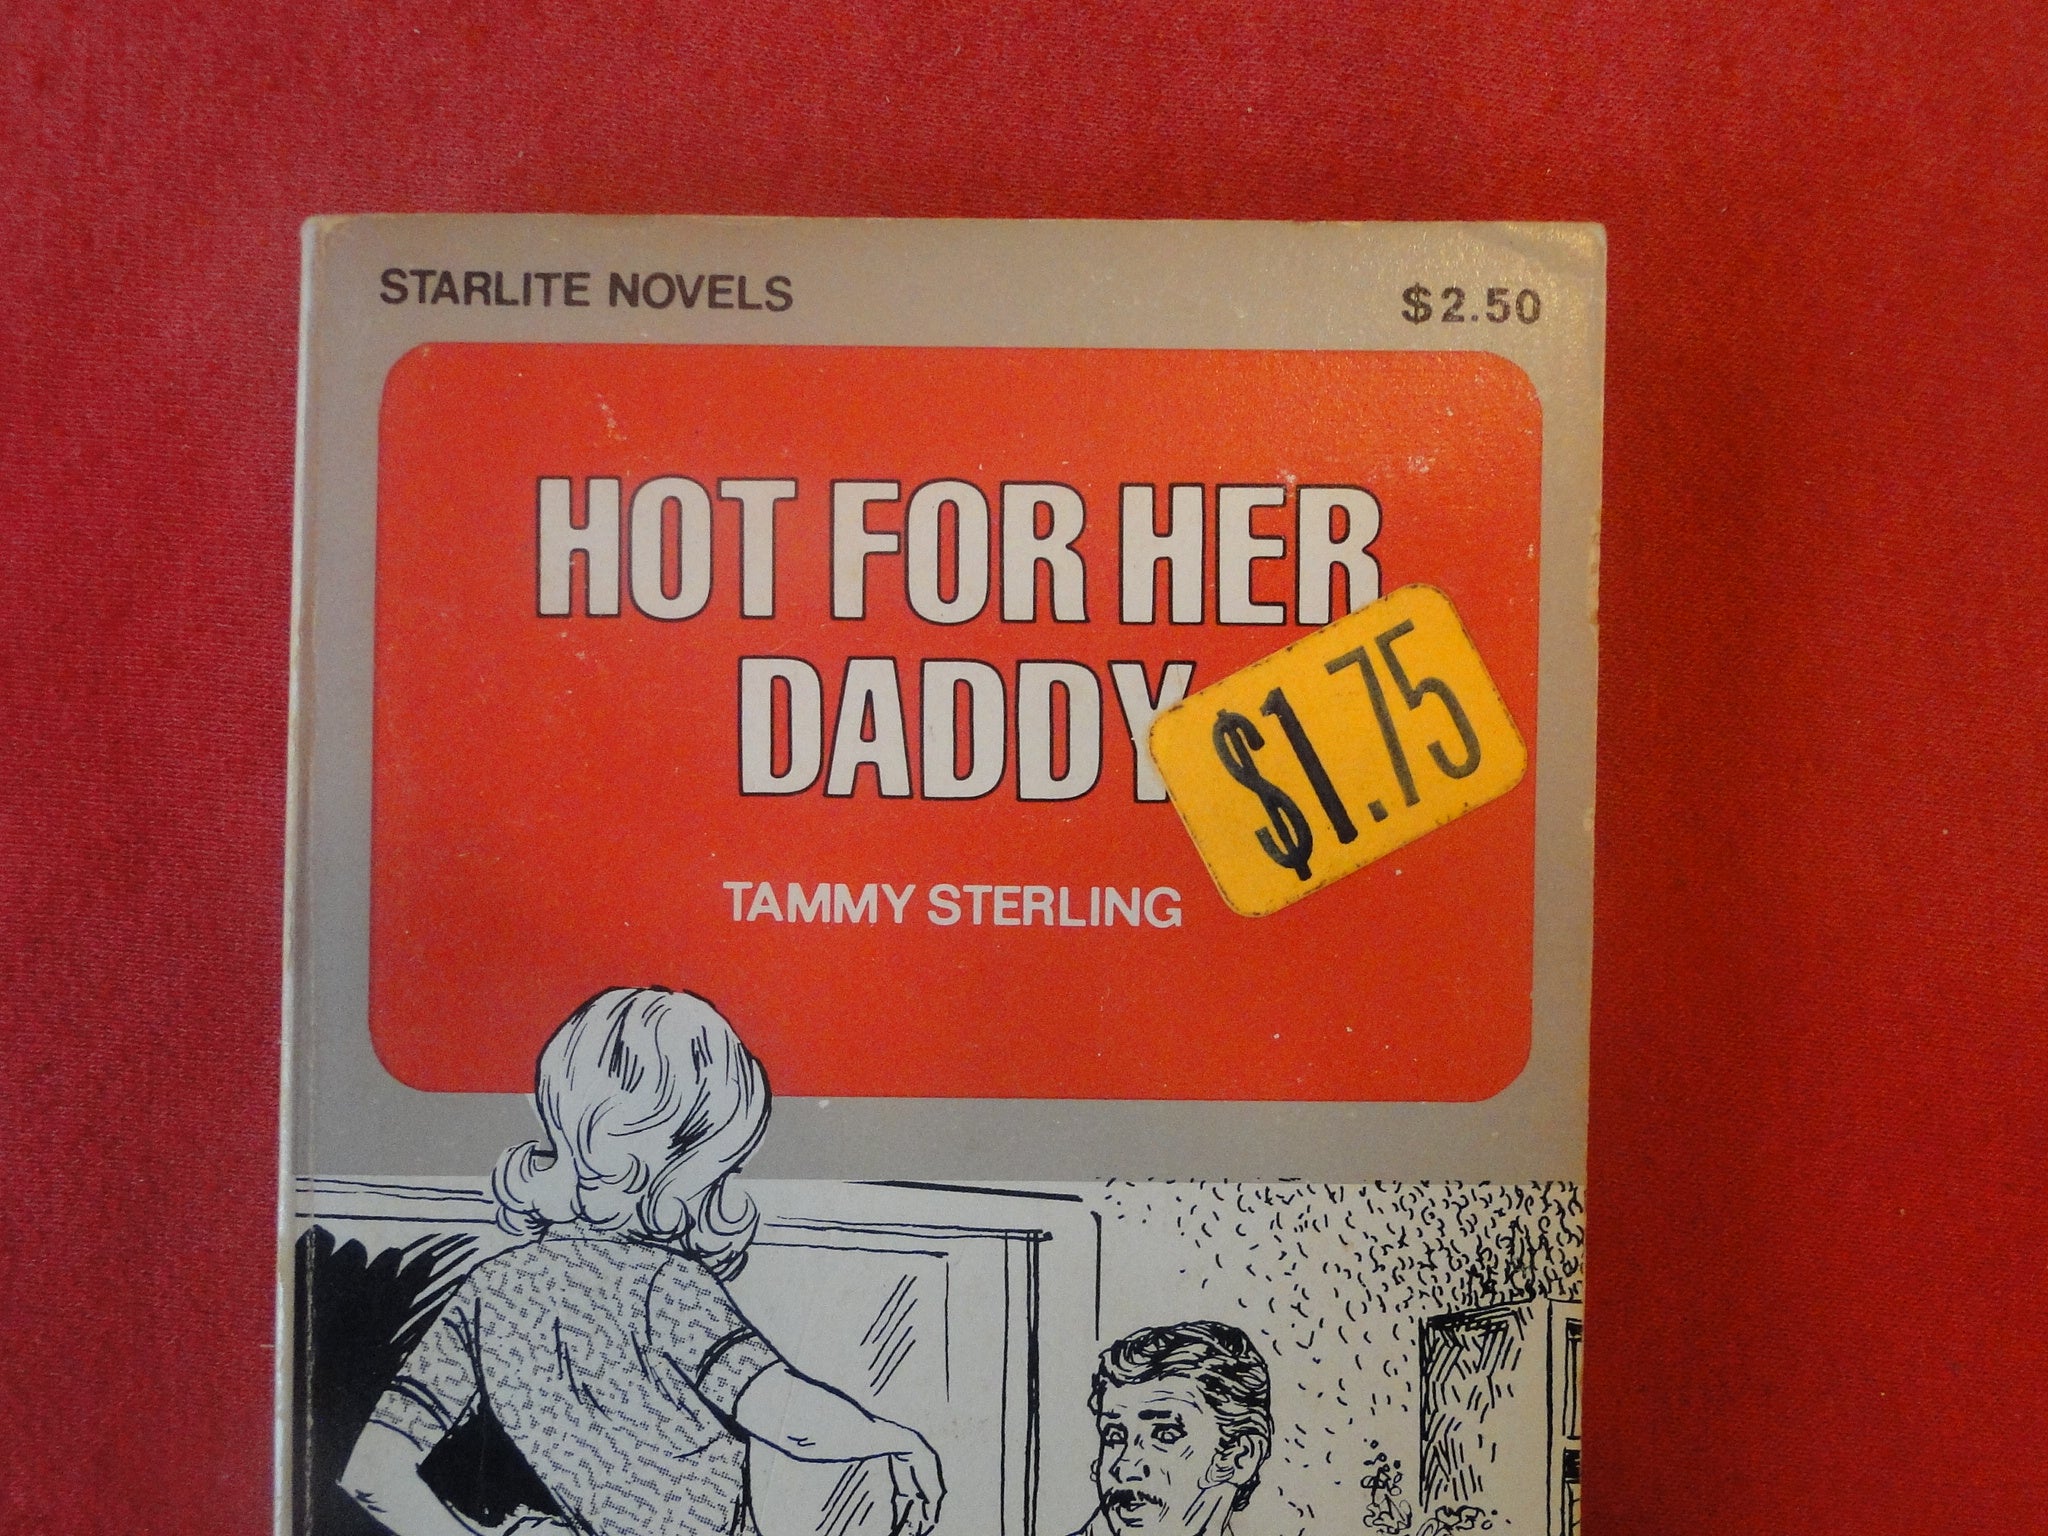 STARLITE NOVELS
$2.50
HOT FOR HER
DADDY
$1.75
TAMMY STERLING